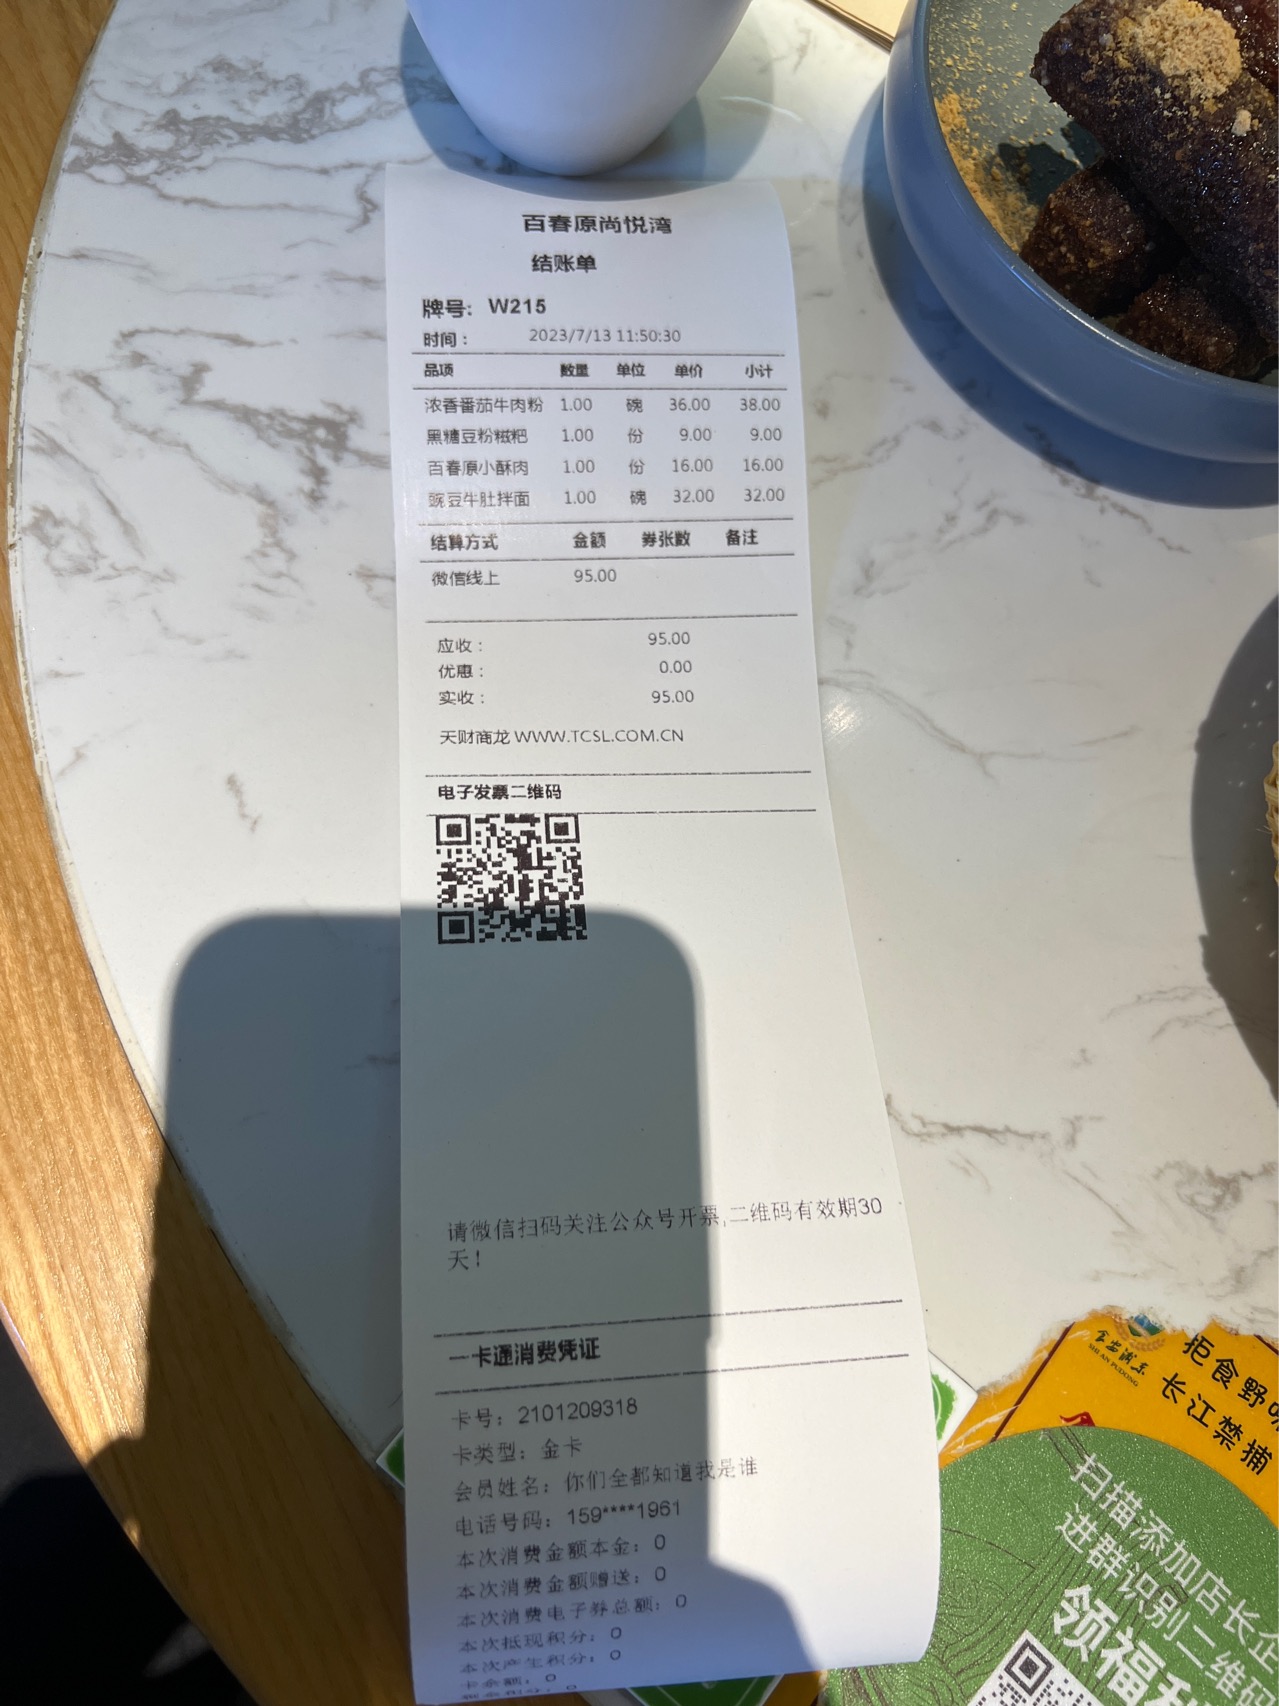 百春原尚悦湾
结账单
牌号： W215
时间： 2023/7/13 11:50:30
品项 数量 单位 单价 小计
浓香番茄牛肉粉 1.00 碗 36.00 38.00
黑糖豆粉糍粑 1.00 份 9.00 9.00
百春原小酥肉 1.00 份 16.00 16.00
豌豆牛肚拌面 1.00 碗 32.00 32.00
结算方式 金额 券张数 备注
微信线上 95.00
应收： 95.00
优惠： 0.00
实收： 95.00
天财商龙 WWW.TCSL.COM.CN
电子发票二维码
请微信扫码关注公众号开票,二维码有效期30
天!
一卡通消费凭证
卡号：2101209318
卡类型：金卡
会员姓名：你们全都知道我是谁
电话号码：159****1961
本次消费金额本金：0
本次消费金额赠送：0
本次消费电子券总额：0
本次抵现积分：0
本次产生积分：0
卡余额：0
食安浦东
SHI AN PUDONG
拒食野
长江禁捕
扫描添加店长企
进群识别二维码
领福